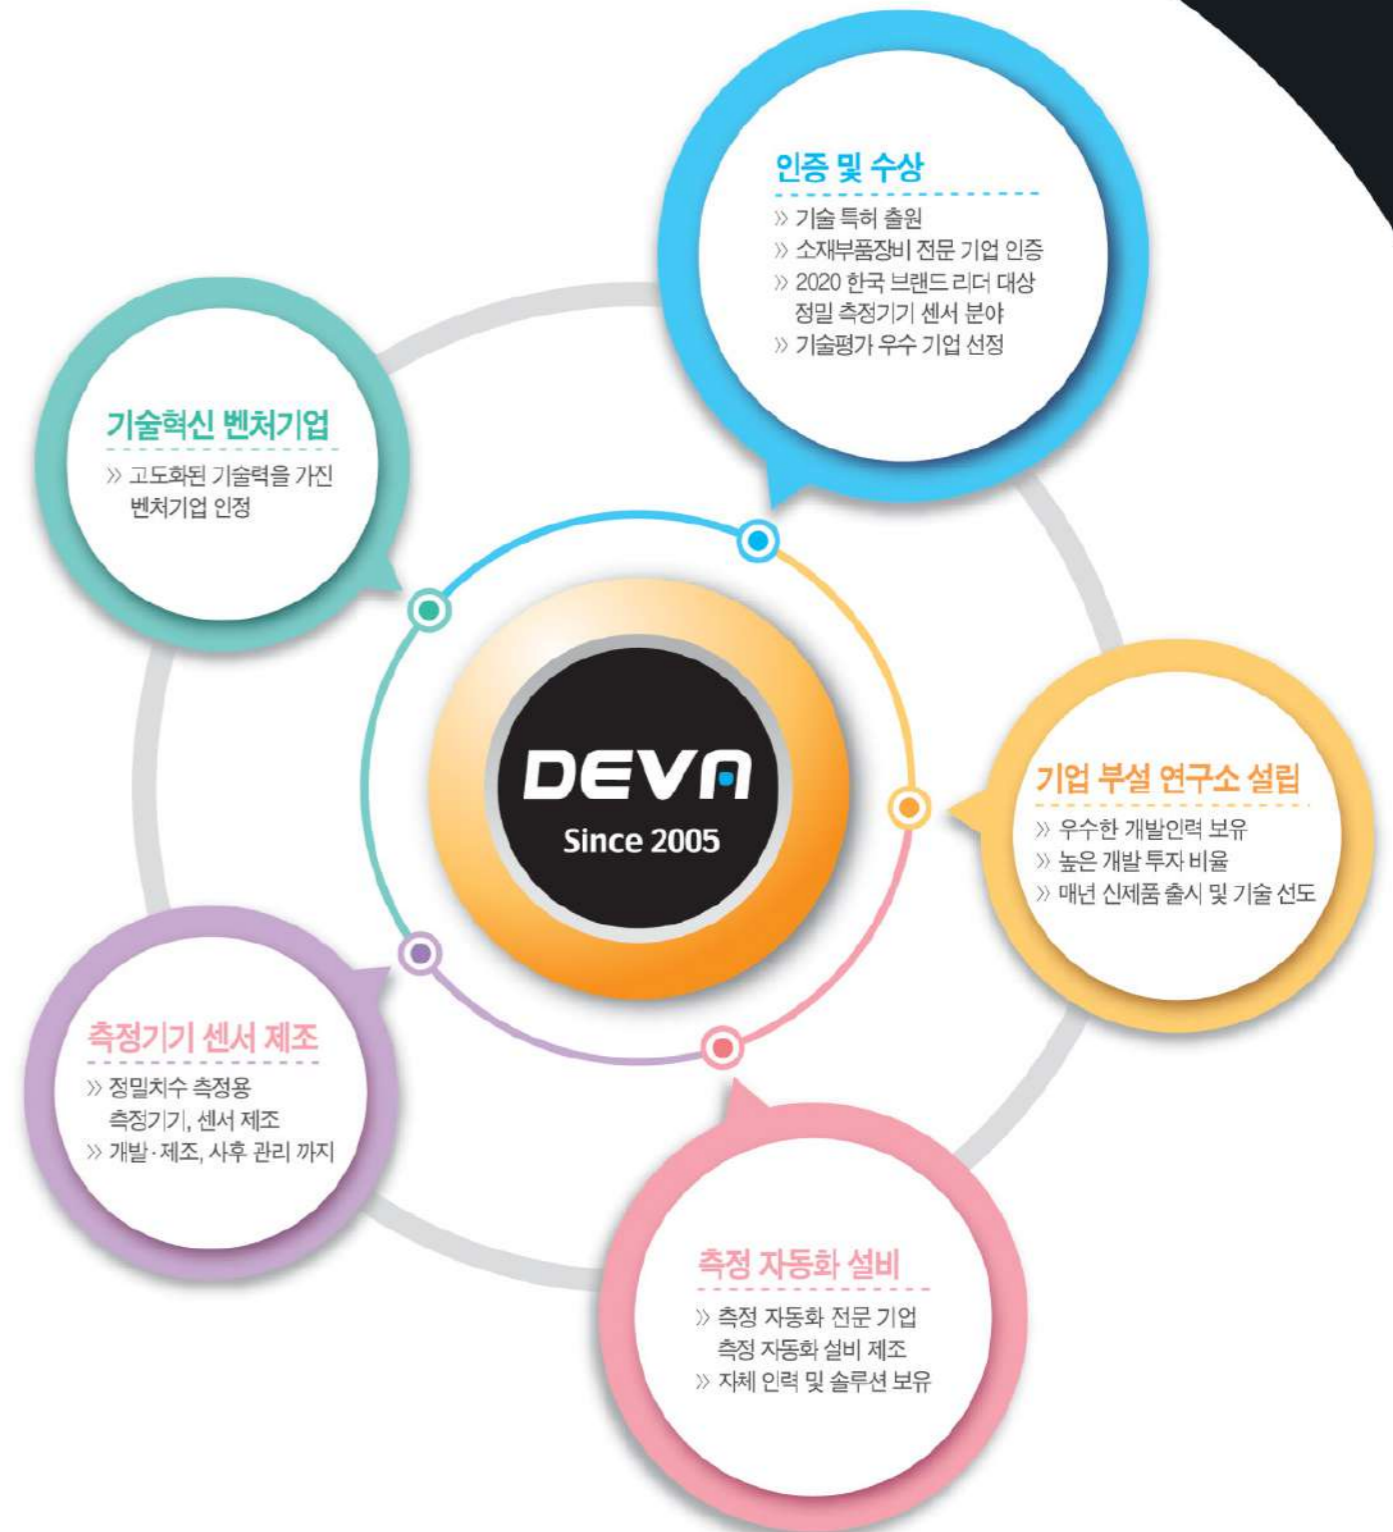 인증 및 수상
» 기술 특허 출원
» 소재부품장비 전문 기업 인증
» 2020 한국 브랜드 리더 대상
정밀 측정기기 센서 분야
» 기술평가 우수 기업 선정
기술혁신 벤처기업
» 고도화된 기술력을 가진
벤처기업 인정
DEVA
Since 2005
기업 부설 연구소 설립
» 우수한 개발인력 보유
» 높은 개발 투자 비율
» 매년 신제품 출시 및 기술 선도
측정기기 센서 제조
» 정밀치수 측정용
측정기기, 센서 제조
» 개발·제조, 사후 관리 까지
측정 자동화 설비
» 측정 자동화 전문 기업
측정 자동화 설비 제조
» 자체 인력 및 솔루션 보유